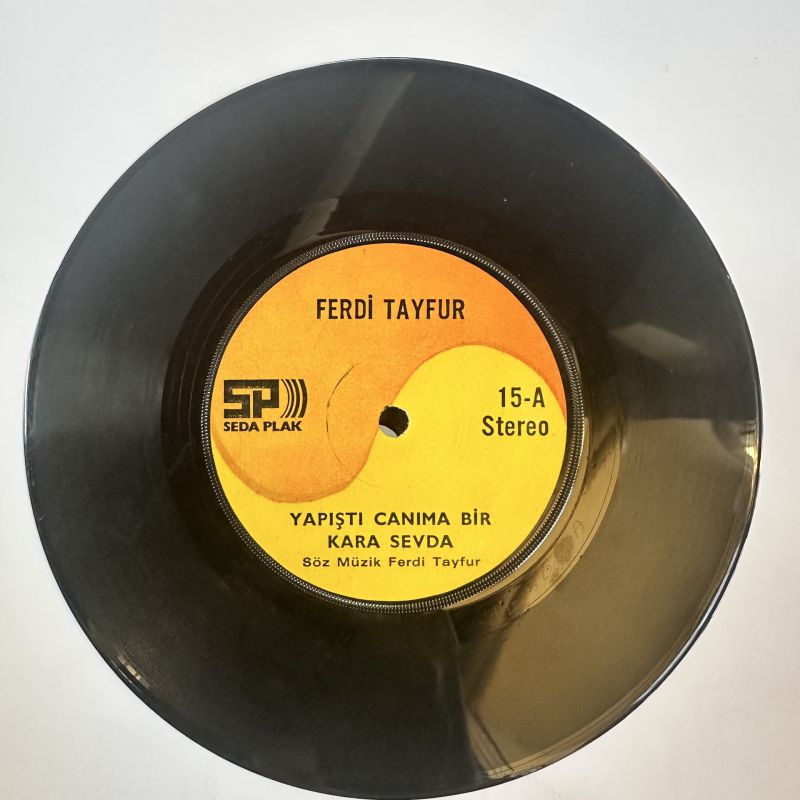 FERDİ TAYFUR
SP
SEDA PLAK
15-A
Stereo
YAPIŞTI CANIMA BİR
KARA SEVDA
Söz Müzik Ferdi Tayfur